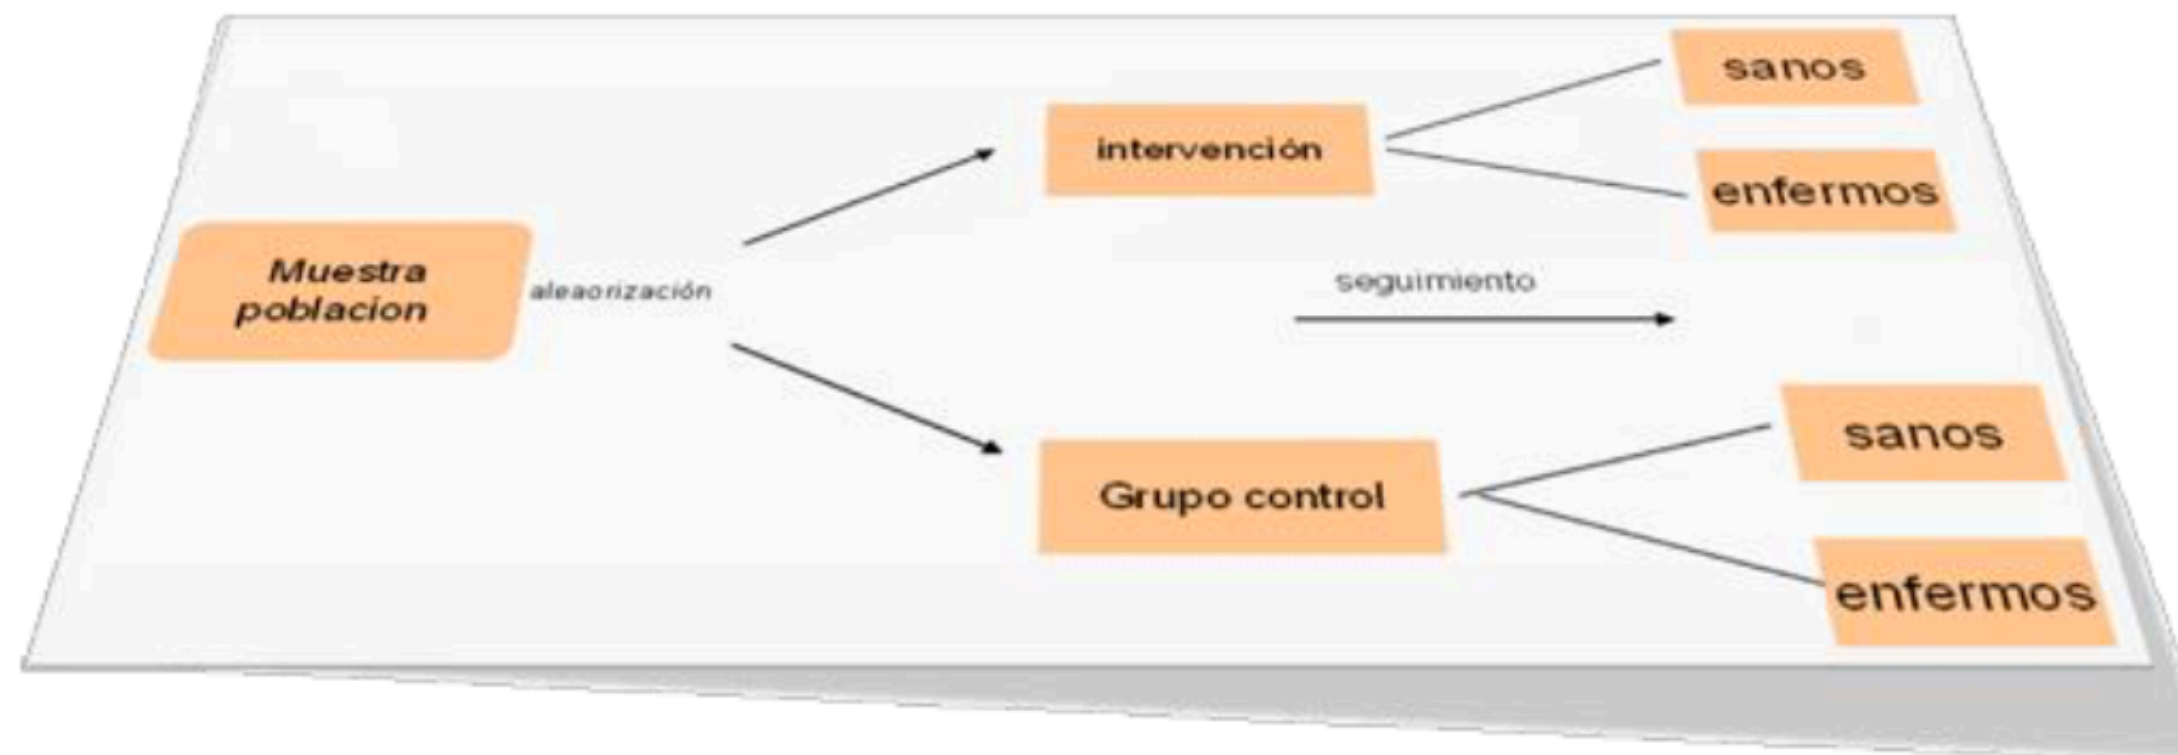 Muestra
poblacion
aleaorización
intervención
sanos
enfermos
seguimiento
Grupo control
sanos
enfermos